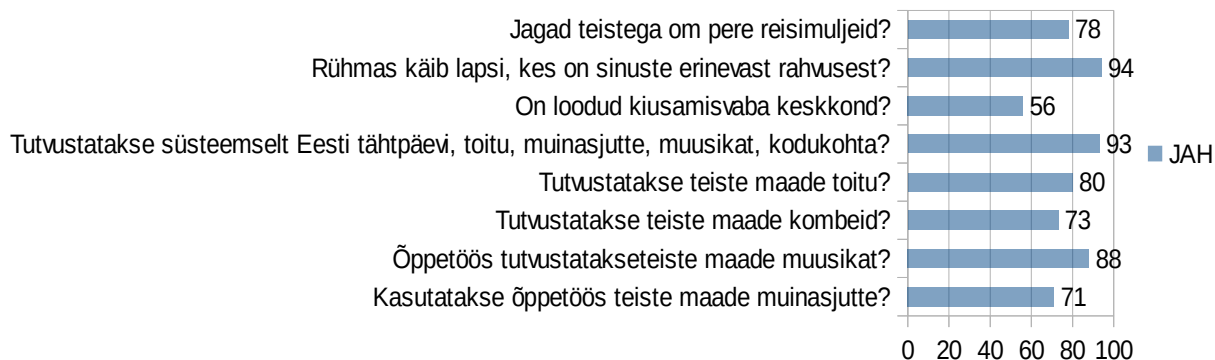 Jagad teistega om pere reisimuljeid? 78
Rühmas käib lapsi, kes on sinuste erinevast rahvusest? 94
On loodud kiusamisvaba keskkond? 56
Tutvustatakse süsteemselt Eesti tähtpäevi, toitu, muinasjutte, muusikat, kodukohta? 93
JAH
Tutvustatakse teiste maade toitu? 80
Tutvustatakse teiste maade kombeid? 73
Õppetöös tutvustatakseteiste maade muusikat? 88
Kasutatakse õppetöös teiste maade muinasjutte? 71
0 20 40 60 80 100